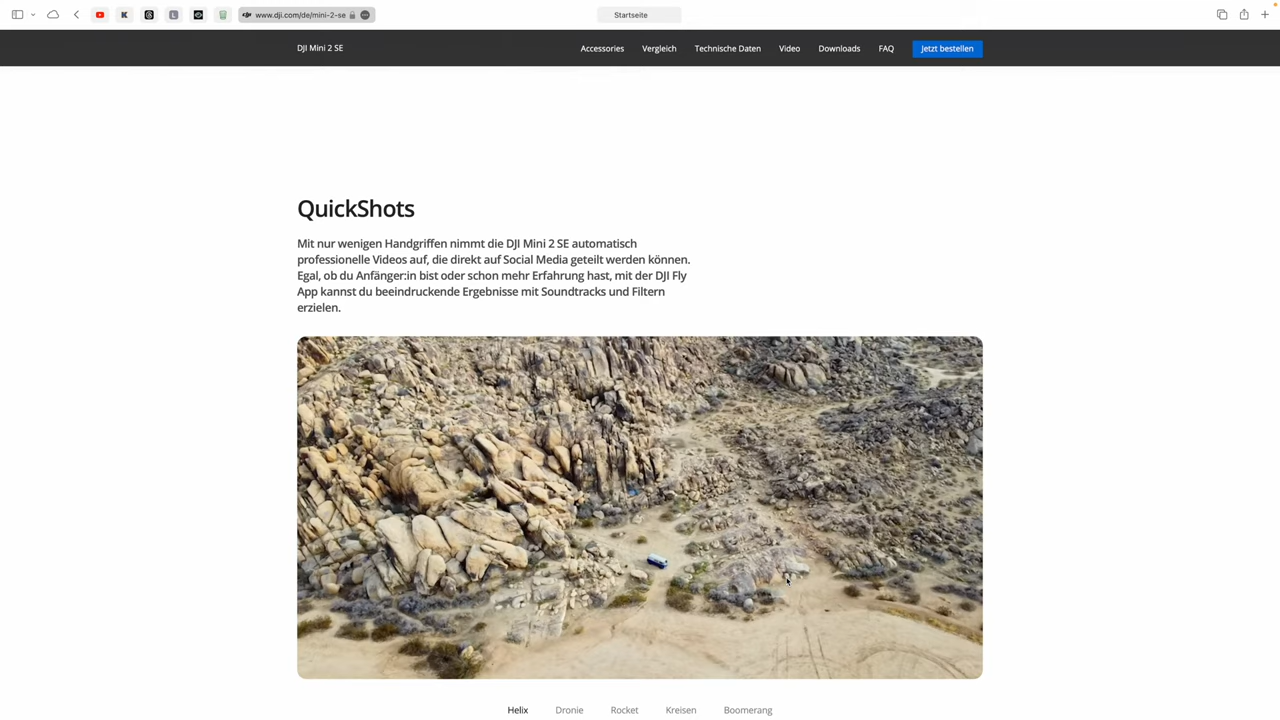 www.dji.com/de/mini-2-se
Startseite
DJI Mini 2 SE
Accessories
Vergleich
Technische Daten
Video
Downloads
FAQ
Jetzt bestellen
QuickShots
Mit nur wenigen Handgriffen nimmt die DJI Mini 2 SE automatisch
professionelle Videos auf, die direkt auf Social Media geteilt werden können.
Egal, ob du Anfänger:in bist oder schon mehr Erfahrung hast, mit der DJI Fly
App kannst du beeindruckende Ergebnisse mit Soundtracks und Filtern
erzielen.
Helix
Dronie
Rocket
Kreisen
Boomerang